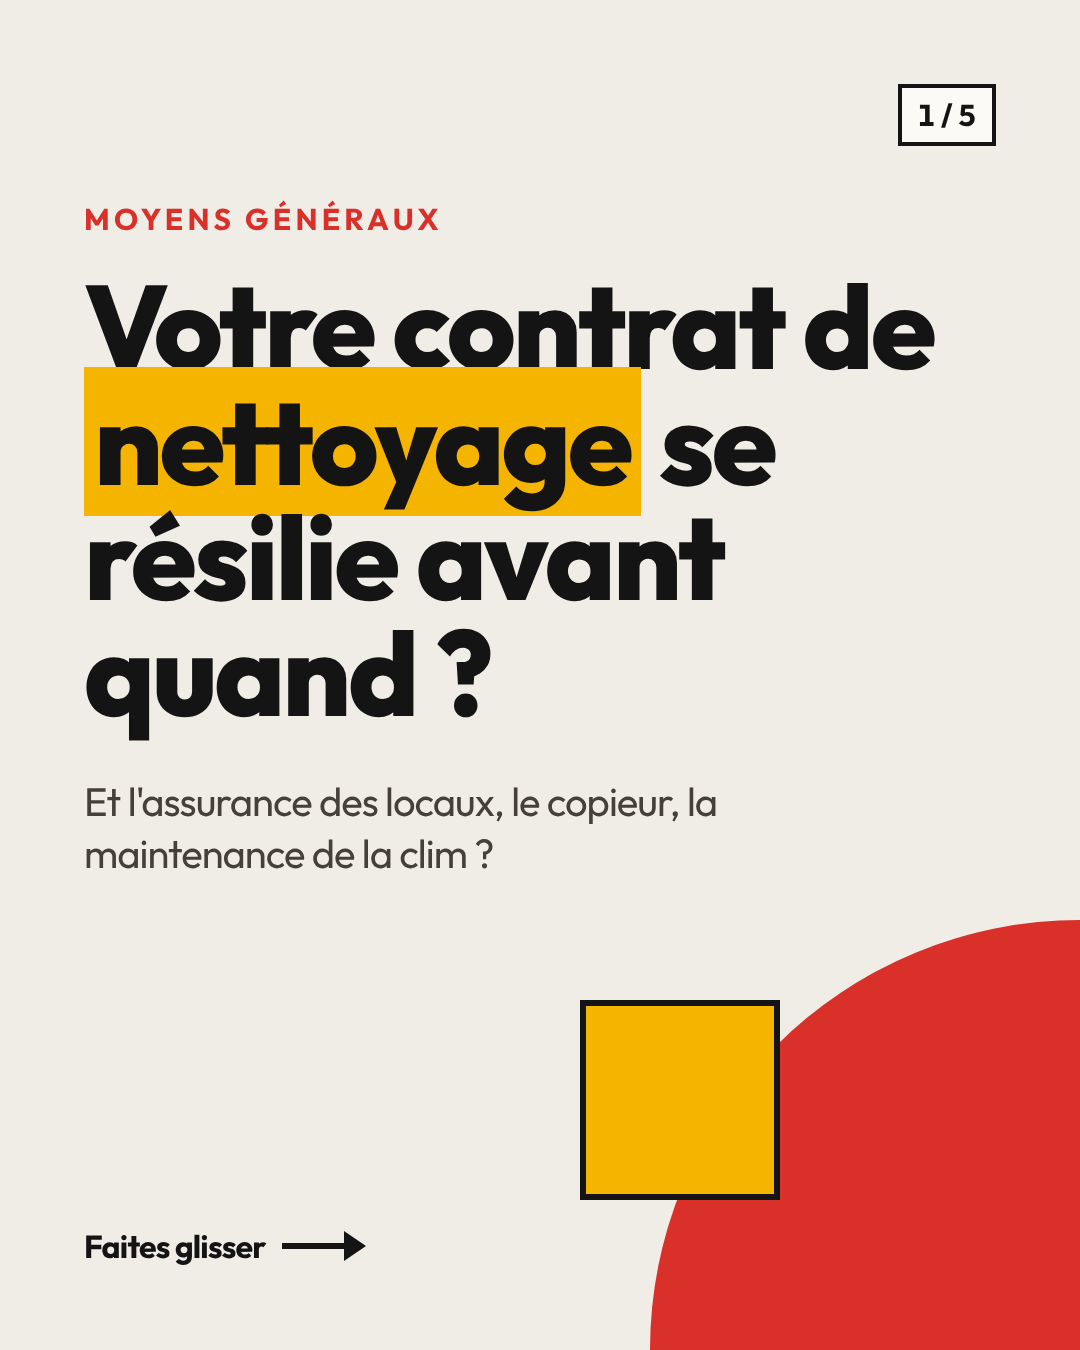 1/5
MOYENS GÉNÉRAUX
Votre contrat de
nettoyage se
résilie avant
quand ?
Et l'assurance des locaux, le copieur, la
maintenance de la clim ?
Faites glisser